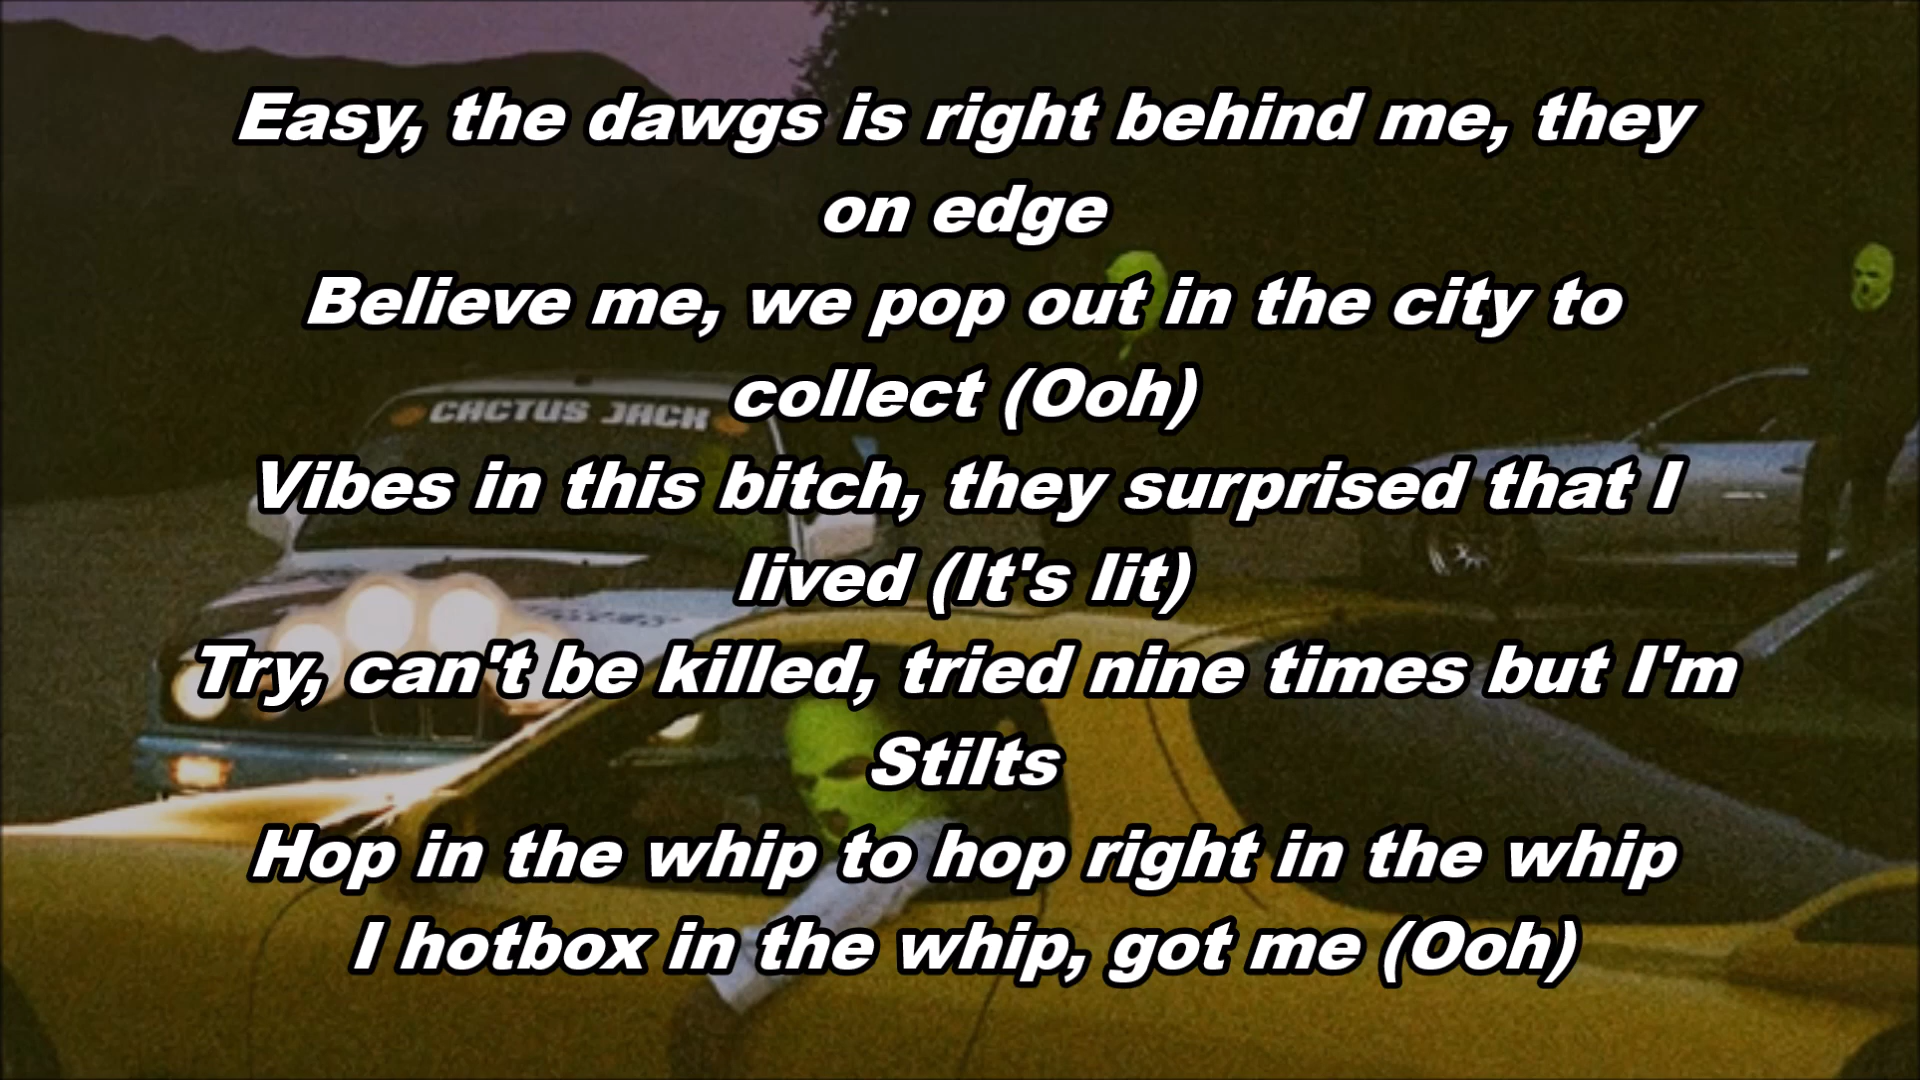 Easy, the dawgs is right behind me, they
on edge
Believe me, we pop out in the city to
collect (Ooh)
CACTUS JACK
Vibes in this bitch, they surprised that I
lived (It's lit)
Try, can't be killed, tried nine times but I'm
Stilts
Hop in the whip to hop right in the whip
I hotbox in the whip, got me (Ooh)